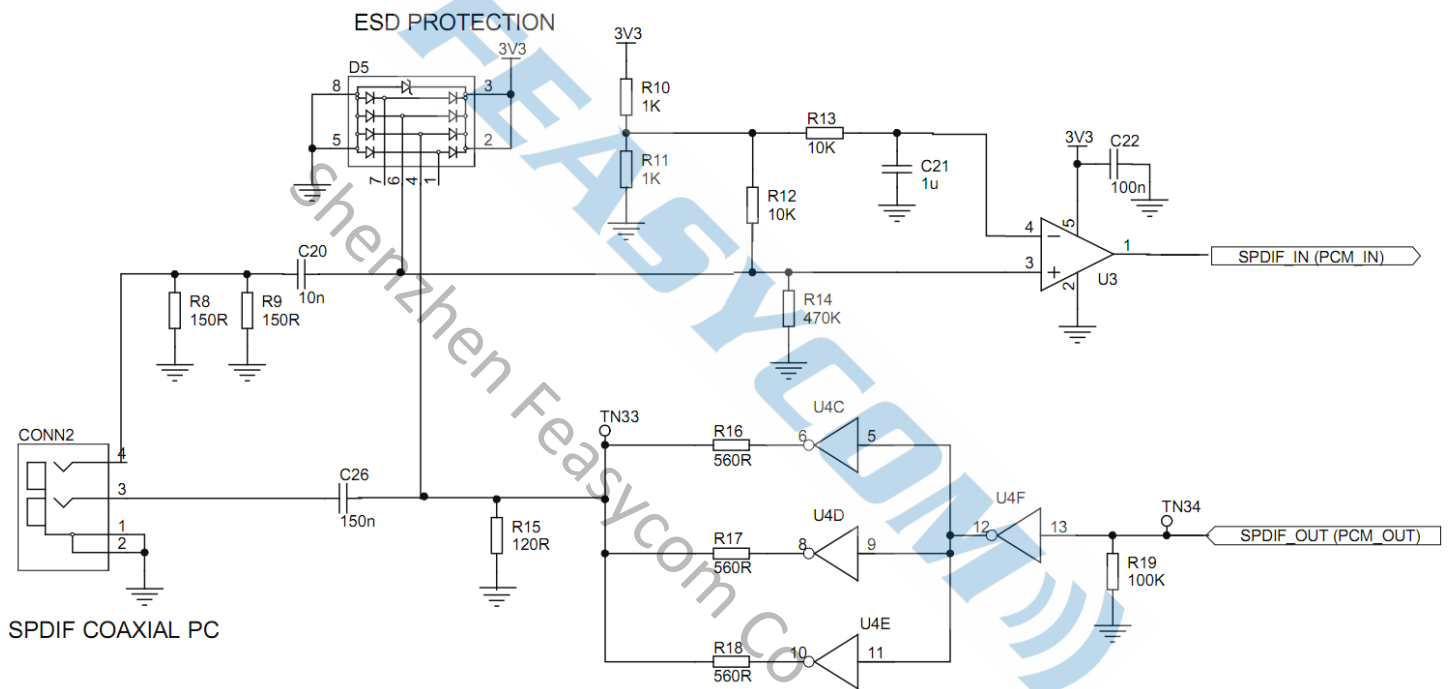 ESD PROTECTION
3V3
D5
8
3
5
2
7
6
4
1
3V3
R10
1K
R11
1K
R13
10K
R12
10K
C21
1u
3V3
C22
100n
4
5
1
3
2
U3
SPDIF_IN (PCM_IN)
R14
470K
C20
10n
R8
150R
R9
150R
CONN2
4
3
1
2
SPDIF COAXIAL PC
C26
150n
R15
120R
TN33
R16
560R
R17
560R
R18
560R
U4C
6
5
U4D
8
9
U4E
10
11
U4F
12
13
TN34
SPDIF_OUT (PCM_OUT)
R19
100K
FEASYCOM
Shenzhen Feasycom Co